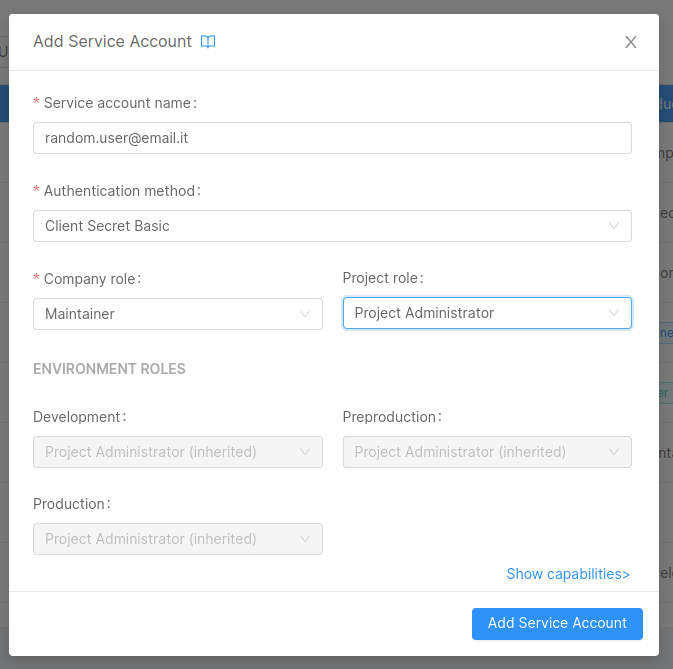 Add Service Account
* Service account name:
random.user@email.it
* Authentication method:
Client Secret Basic
* Company role:
Project role:
Maintainer
Project Administrator
ENVIRONMENT ROLES
Development:
Preproduction:
Project Administrator (inherited)
Project Administrator (inherited)
Production:
Project Administrator (inherited)
Show capabilities>
Add Service Account